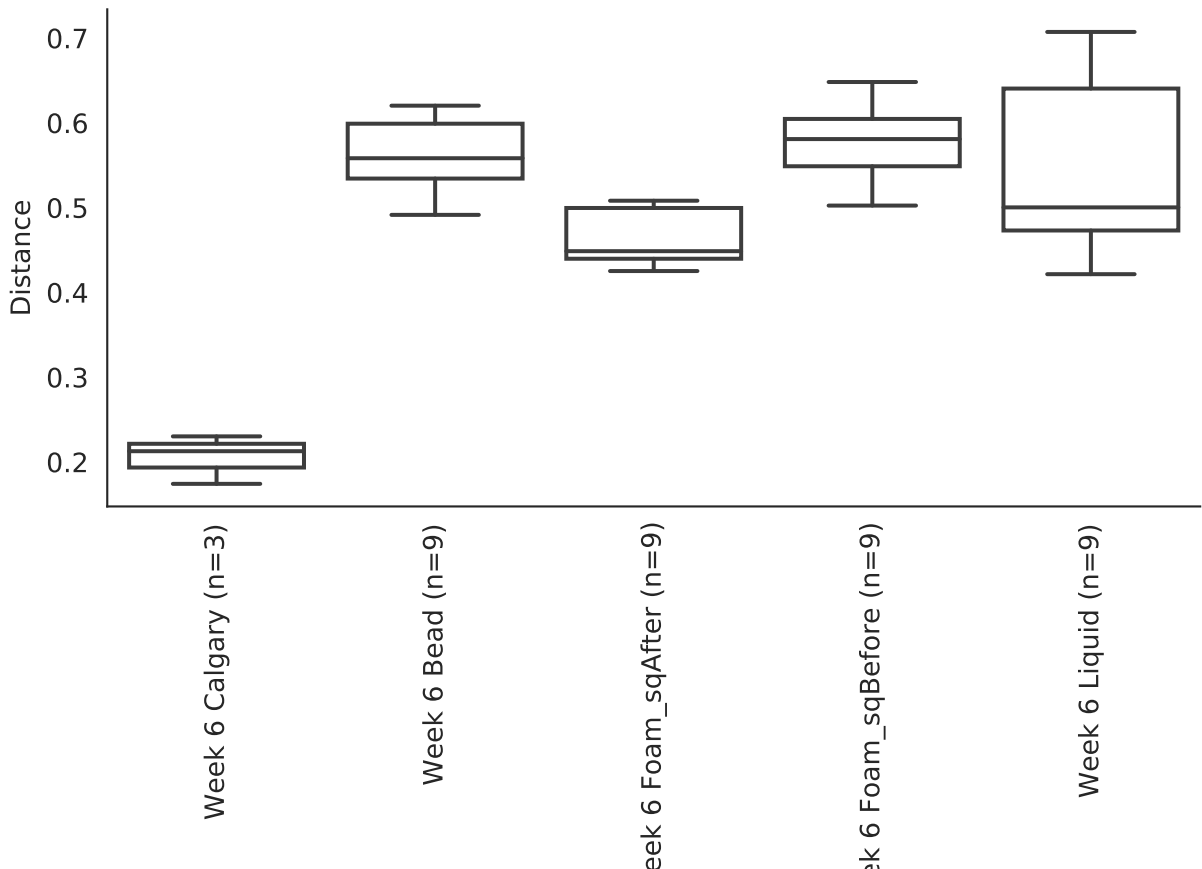 0.7
0.6
0.5
0.4
0.3
0.2
Distance
Week 6 Calgary (n=3)
Week 6 Bead (n=9)
eek 6 Foam_sqAfter (n=9)
ek 6 Foam_sqBefore (n=9)
Week 6 Liquid (n=9)